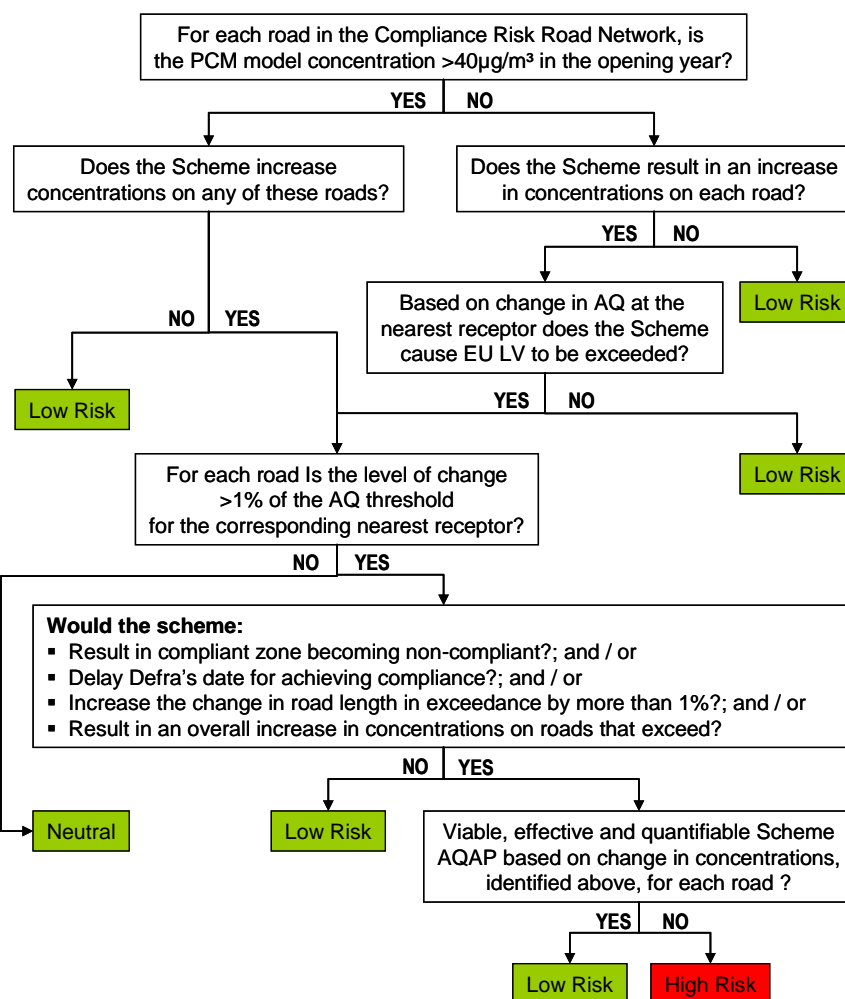 For each road in the Compliance Risk Road Network, is
the PCM model concentration >40µg/m³ in the opening year?
YES NO
Does the Scheme increase
concentrations on any of these roads?
Does the Scheme result in an increase
in concentrations on each road?
YES NO
Low Risk
Based on change in AQ at the
nearest receptor does the Scheme
cause EU LV to be exceeded?
NO YES
Low Risk
YES NO
Low Risk
For each road Is the level of change
>1% of the AQ threshold
for the corresponding nearest receptor?
NO YES
Would the scheme:
▪ Result in compliant zone becoming non-compliant?; and / or
▪ Delay Defra's date for achieving compliance?; and / or
▪ Increase the change in road length in exceedance by more than 1%?; and / or
▪ Result in an overall increase in concentrations on roads that exceed?
NO YES
Neutral
Low Risk
Viable, effective and quantifiable Scheme
AQAP based on change in concentrations,
identified above, for each road ?
YES NO
Low Risk
High Risk